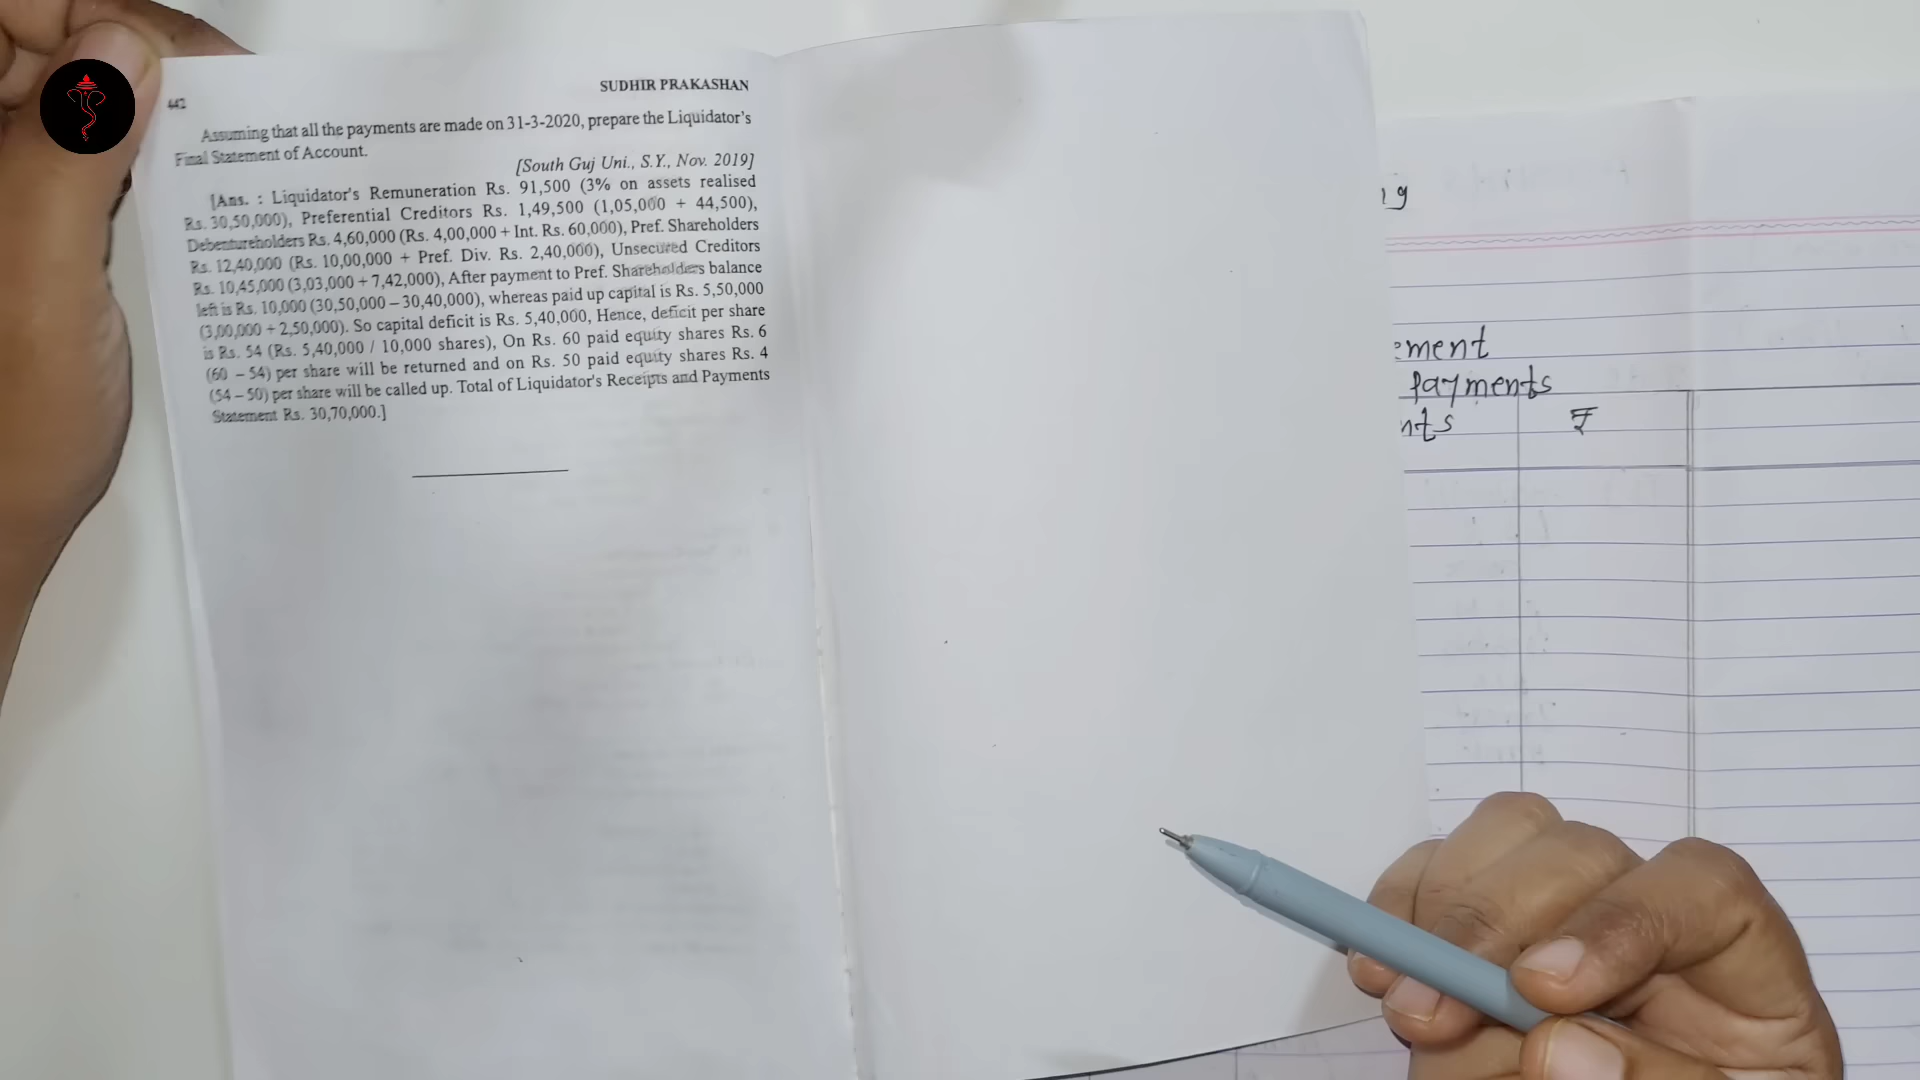 442
SUDHIR PRAKASHAN
Assuming that all the payments are made on 31-3-2020, prepare the Liquidator's
Final Statement of Account.
[South Guj Uni., S.Y., Nov. 2019]
[Ans. : Liquidator's Remuneration Rs. 91,500 (3% on assets realised
Rs. 30,50,000), Preferential Creditors Rs. 1,49,500 (1,05,000 + 44,500),
Debentureholders Rs. 4,60,000 (Rs. 4,00,000 + Int. Rs. 60,000), Pref. Shareholders
Rs. 12,40,000 (Rs. 10,00,000 + Pref. Div. Rs. 2,40,000), Unsecured Creditors
Rs. 10,45,000 (3,03,000 + 7,42,000), After payment to Pref. Shareholders balance
left is Rs. 10,000 (30,50,000 – 30,40,000), whereas paid up capital is Rs. 5,50,000
(3,00,000 + 2,50,000). So capital deficit is Rs. 5,40,000, Hence, deficit per share
is Rs. 54 (Rs. 5,40,000 / 10,000 shares), On Rs. 60 paid equity shares Rs. 6
(60 – 54) per share will be returned and on Rs. 50 paid equity shares Rs. 4
(54 – 50) per share will be called up. Total of Liquidator's Receipts and Payments
Statement Rs. 30,70,000.]
19
ement
payments
nts ₹